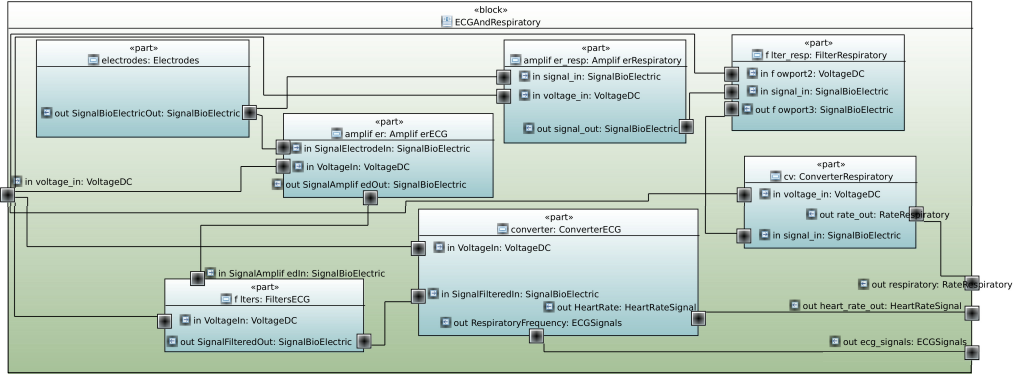 «block»
ECGAndRespiratory
«part»
electrodes: Electrodes
out SignalBioElectricOut: SignalBioElectric
«part»
amplif er_resp: Amplif erRespiratory
in signal_in: SignalBioElectric
in voltage_in: VoltageDC
out signal_out: SignalBioElectric
«part»
f lter_resp: FilterRespiratory
in f owport2: VoltageDC
in signal_in: SignalBioElectric
out f owport3: SignalBioElectric
«part»
amplif er: Amplif erECG
in SignalElectrodeIn: SignalBioElectric
in VoltageIn: VoltageDC
out SignalAmplif edOut: SignalBioElectric
in voltage_in: VoltageDC
«part»
cv: ConverterRespiratory
in voltage_in: VoltageDC
out rate_out: RateRespiratory
in signal_in: SignalBioElectric
«part»
converter: ConverterECG
in VoltageIn: VoltageDC
in SignalFilteredIn: SignalBioElectric
out HeartRate: HeartRateSignal
out RespiratoryFrequency: ECGSignals
in SignalAmplif edIn: SignalBioElectric
«part»
f lters: FiltersECG
in VoltageIn: VoltageDC
out SignalFilteredOut: SignalBioElectric
out respiratory: RateRespiratory
out heart_rate_out: HeartRateSignal
out ecg_signals: ECGSignals